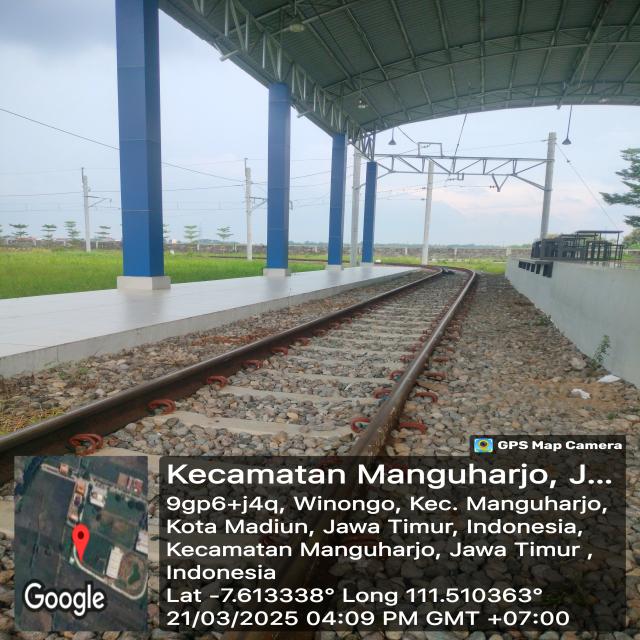 GPS Map Camera
Kecamatan Manguharjo, J...
9gp6+j4q, Winongo, Kec. Manguharjo,
Kota Madiun, Jawa Timur, Indonesia,
Kecamatan Manguharjo, Jawa Timur ,
Indonesia
Lat -7.613338° Long 111.510363°
21/03/2025 04:09 PM GMT +07:00
Google